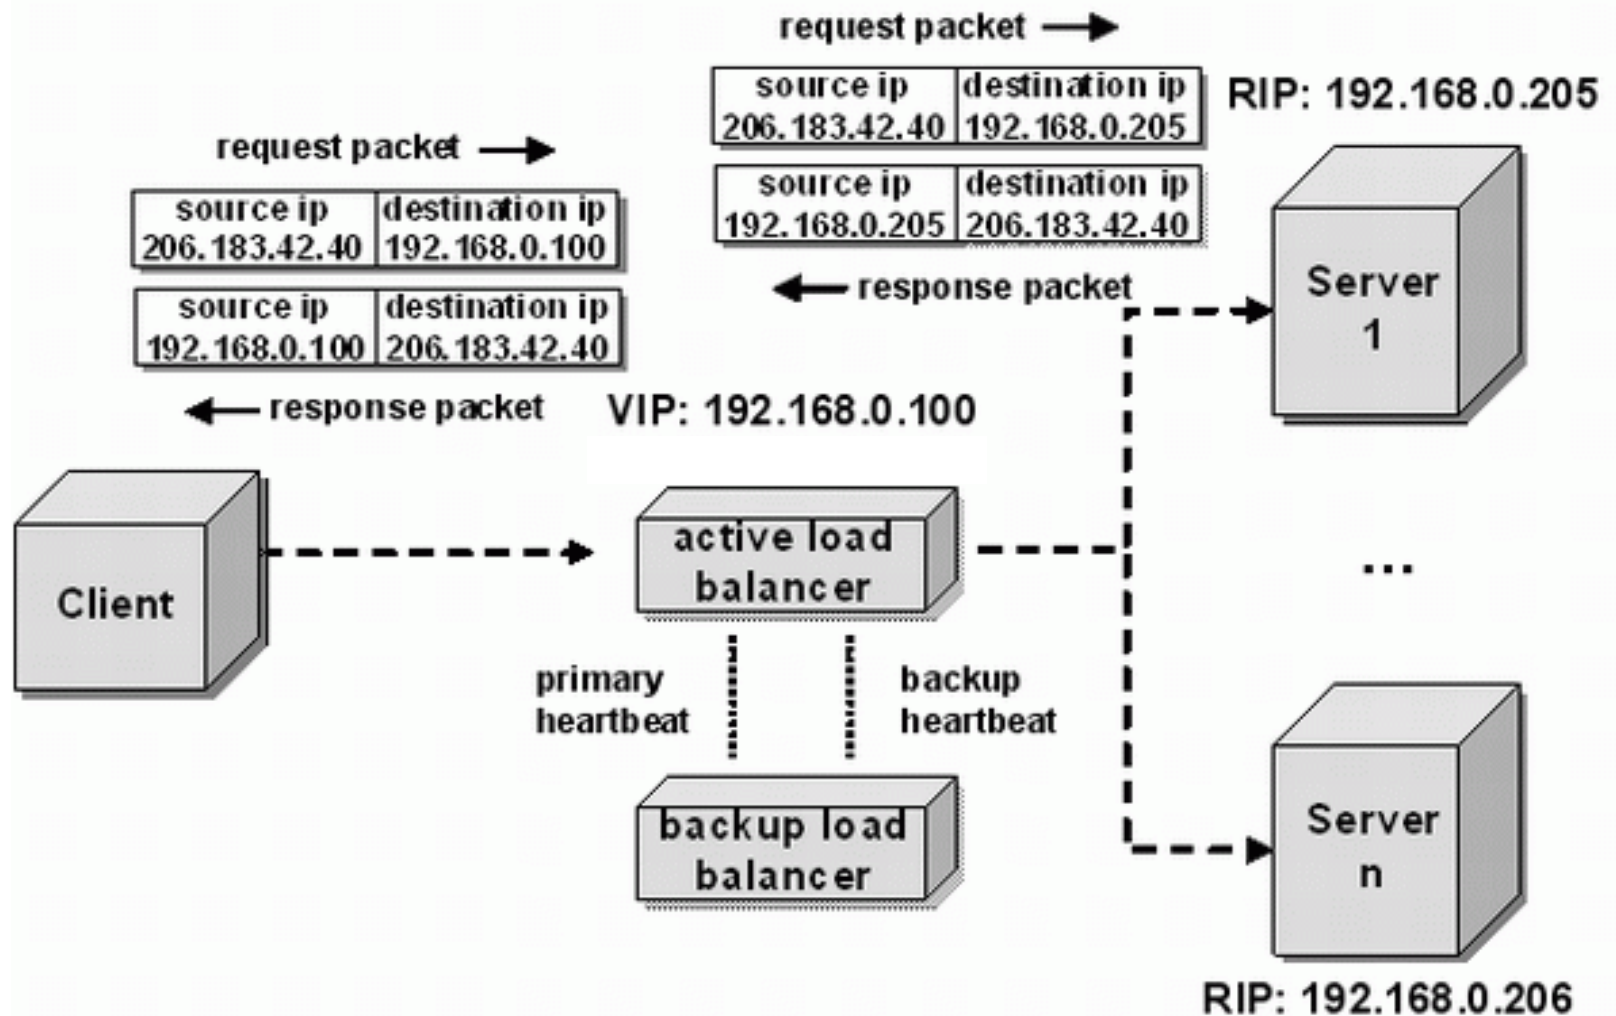 request packet
source ip destination ip
206.183.42.40 192.168.0.205
RIP: 192.168.0.205
source ip destination ip
192.168.0.205 206.183.42.40
response packet
request packet
source ip destination ip
206.183.42.40 192.168.0.100
source ip destination ip
192.168.0.100 206.183.42.40
response packet
VIP: 192.168.0.100
Server
1
Client
active load
balancer
...
primary
heartbeat
backup
heartbeat
backup load
balancer
Server
n
RIP: 192.168.0.206